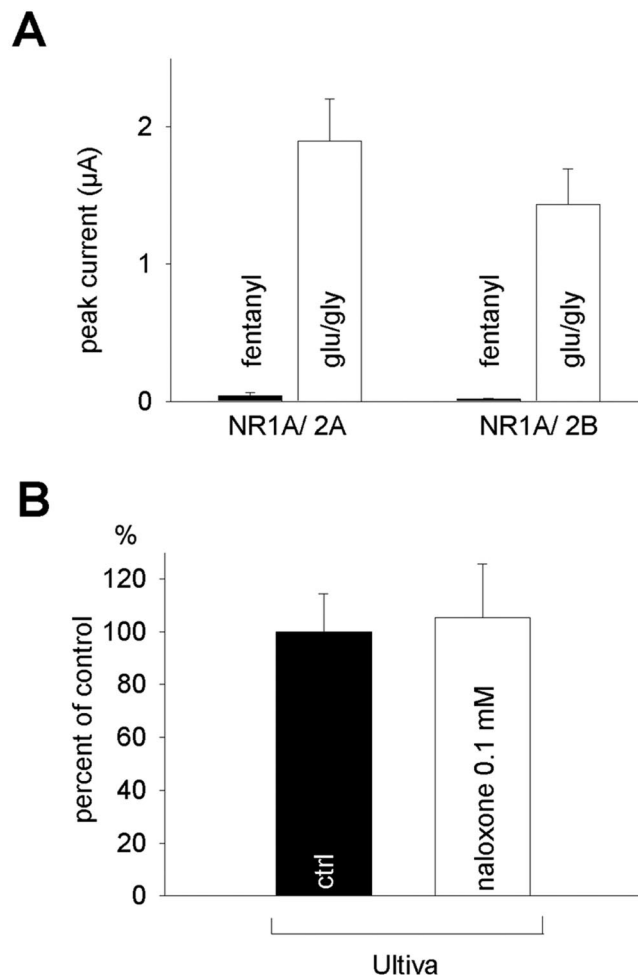 A
peak current (µA)
2
1
0
fentanyl
glu/gly
fentanyl
glu/gly
NR1A/ 2A
NR1A/ 2B
B
%
percent of control
120
100
80
60
40
20
0
ctrl
naloxone 0.1 mM
Ultiva